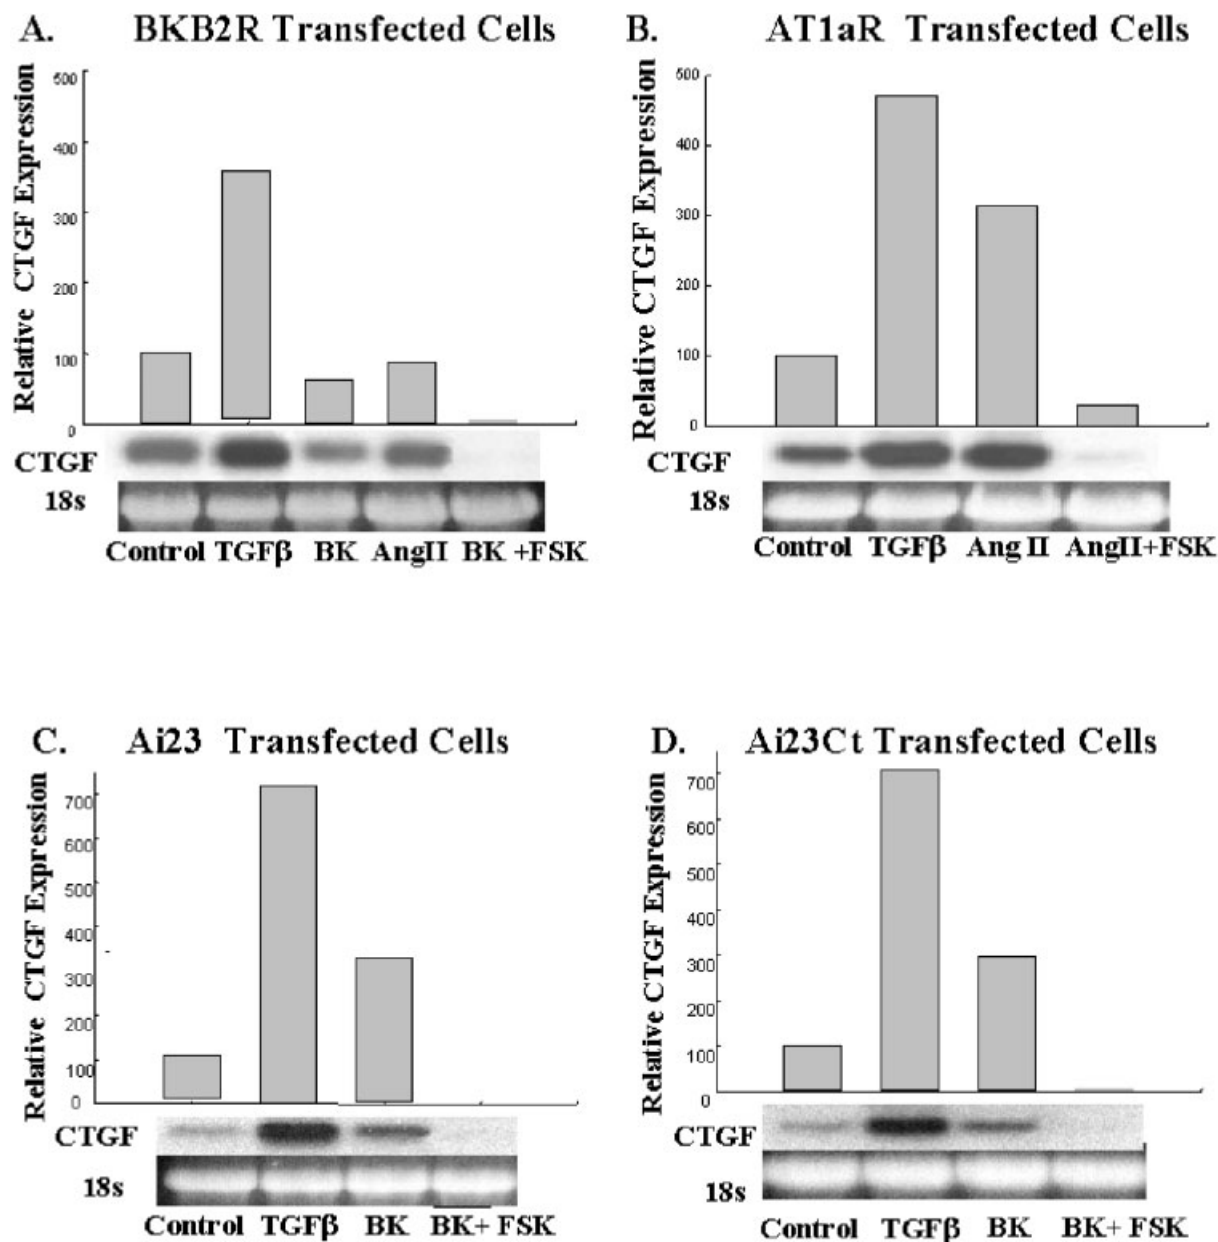 A. BKB2R Transfected Cells
Relative CTGF Expression
500
400
300
200
100
0
CTGF
18s
Control TGFβ BK AngII BK +FSK
B. AT1aR Transfected Cells
Relative CTGF Expression
500
400
300
200
100
0
CTGF
18s
Control TGFβ Ang II AngII+FSK
C. Ai23 Transfected Cells
Relative CTGF Expression
700
600
500
400
300
200
100
0
CTGF
18s
Control TGFβ BK BK+ FSK
D. Ai23Ct Transfected Cells
Relative CTGF Expression
700
600
500
400
300
200
100
0
CTGF
18s
Control TGFβ BK BK+ FSK